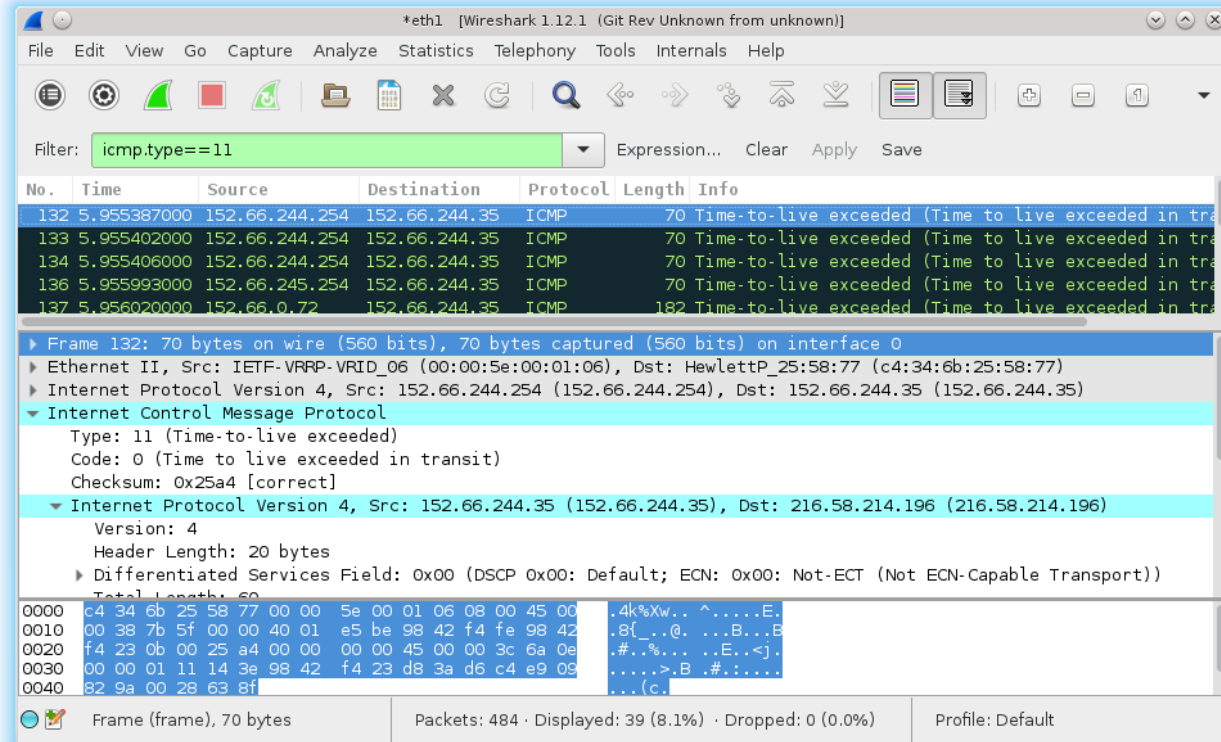 *eth1 [Wireshark 1.12.1 (Git Rev Unknown from unknown)]
File Edit View Go Capture Analyze Statistics Telephony Tools Internals Help
Filter: icmp.type==11 Expression... Clear Apply Save
No. Time Source Destination Protocol Length Info
132 5.955387000 152.66.244.254 152.66.244.35 ICMP 70 Time-to-live exceeded (Time to live exceeded in tra
133 5.955402000 152.66.244.254 152.66.244.35 ICMP 70 Time-to-live exceeded (Time to live exceeded in tra
134 5.955406000 152.66.244.254 152.66.244.35 ICMP 70 Time-to-live exceeded (Time to live exceeded in tra
136 5.955993000 152.66.245.254 152.66.244.35 ICMP 70 Time-to-live exceeded (Time to live exceeded in tra
137 5.956020000 152.66.0.72 152.66.244.35 ICMP 182 Time-to-live exceeded (Time to live exceeded in tra
Frame 132: 70 bytes on wire (560 bits), 70 bytes captured (560 bits) on interface 0
Ethernet II, Src: IETF-VRRP-VRID_06 (00:00:5e:00:01:06), Dst: HewlettP_25:58:77 (c4:34:6b:25:58:77)
Internet Protocol Version 4, Src: 152.66.244.254 (152.66.244.254), Dst: 152.66.244.35 (152.66.244.35)
Internet Control Message Protocol
Type: 11 (Time-to-live exceeded)
Code: 0 (Time to live exceeded in transit)
Checksum: 0x25a4 [correct]
Internet Protocol Version 4, Src: 152.66.244.35 (152.66.244.35), Dst: 216.58.214.196 (216.58.214.196)
Version: 4
Header Length: 20 bytes
Differentiated Services Field: 0x00 (DSCP 0x00: Default; ECN: 0x00: Not-ECT (Not ECN-Capable Transport))
Total Length: 60
0000 c4 34 6b 25 58 77 00 00 5e 00 01 06 08 00 45 00 .4k%Xw.. ^.....E.
0010 00 38 7b 5f 00 00 40 01 e5 be 98 42 f4 fe 98 42 .8{_..@. ...B...B
0020 f4 23 0b 00 25 a4 00 00 00 00 45 00 00 3c 6a 0e .#..%... ..E..<j.
0030 00 00 01 11 14 3e 98 42 f4 23 d8 3a d6 c4 e9 09 .....>.B .#.:....
0040 82 9a 00 28 63 8f ...(c.
Frame (frame), 70 bytes Packets: 484 · Displayed: 39 (8.1%) · Dropped: 0 (0.0%) Profile: Default